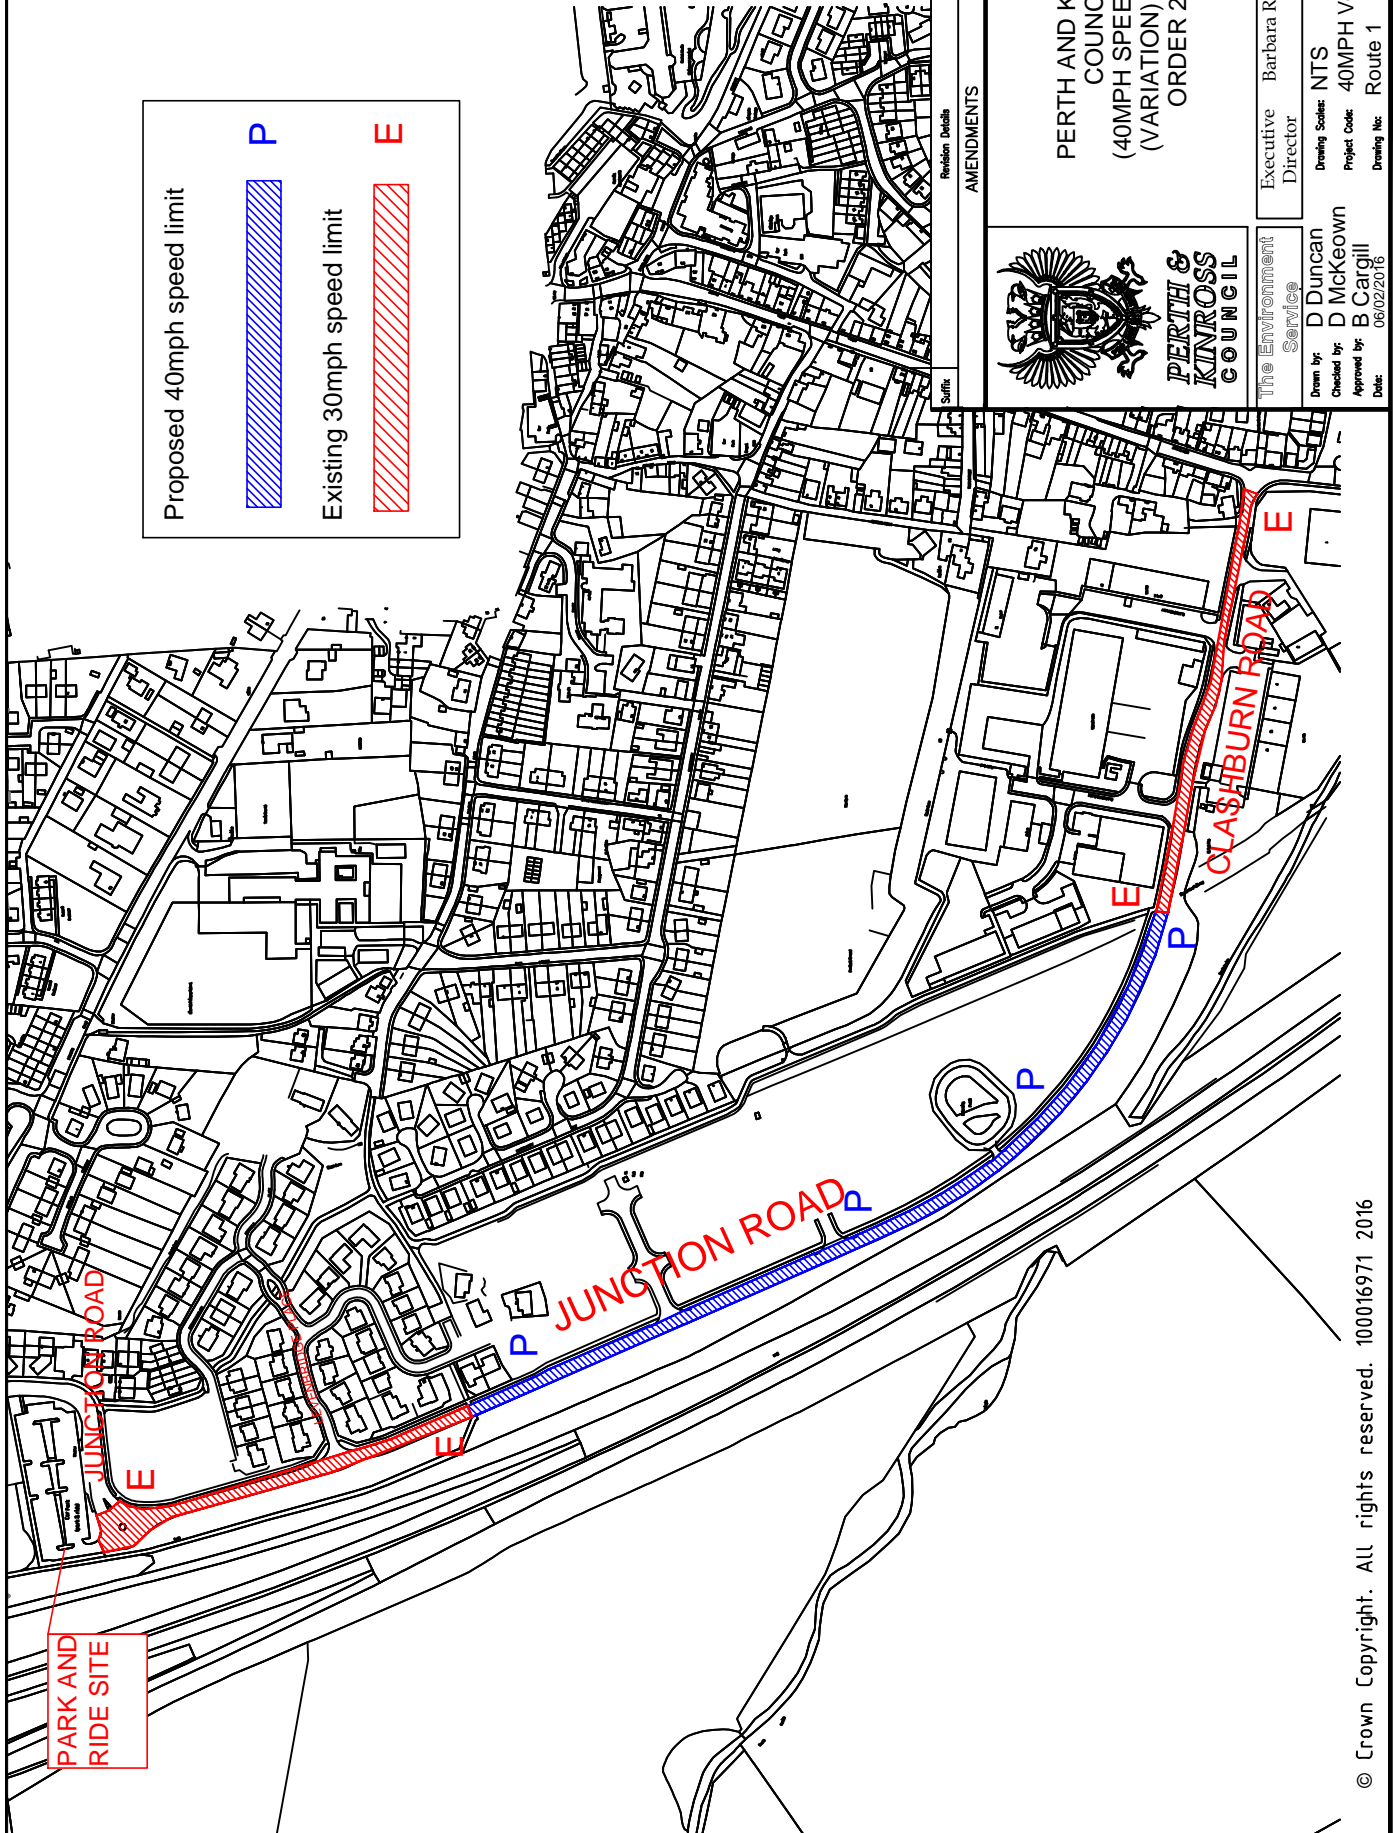 Proposed 40mph speed limit
P
Existing 30mph speed limit
E
PARK AND
RIDE SITE
JUNCTION ROAD
E
E
P
JUNCTION ROAD
P
P
P
E
CLASHBURN ROAD
E
Suffix
Revision Details
AMENDMENTS
PERTH &
KINROSS
COUNCIL
PERTH AND K
COUNC
(40MPH SPEE
(VARIATION)
ORDER 2
The Environment
Service
Executive Barbara R
Director
Drawn by: D Duncan
Checked by: D McKeown
Approved by: B Cargill
Date: 06/02/2016
Drawing Scales: NTS
Project Code: 40MPH V
Drawing No: Route 1
© Crown Copyright. All rights reserved. 100016971 2016